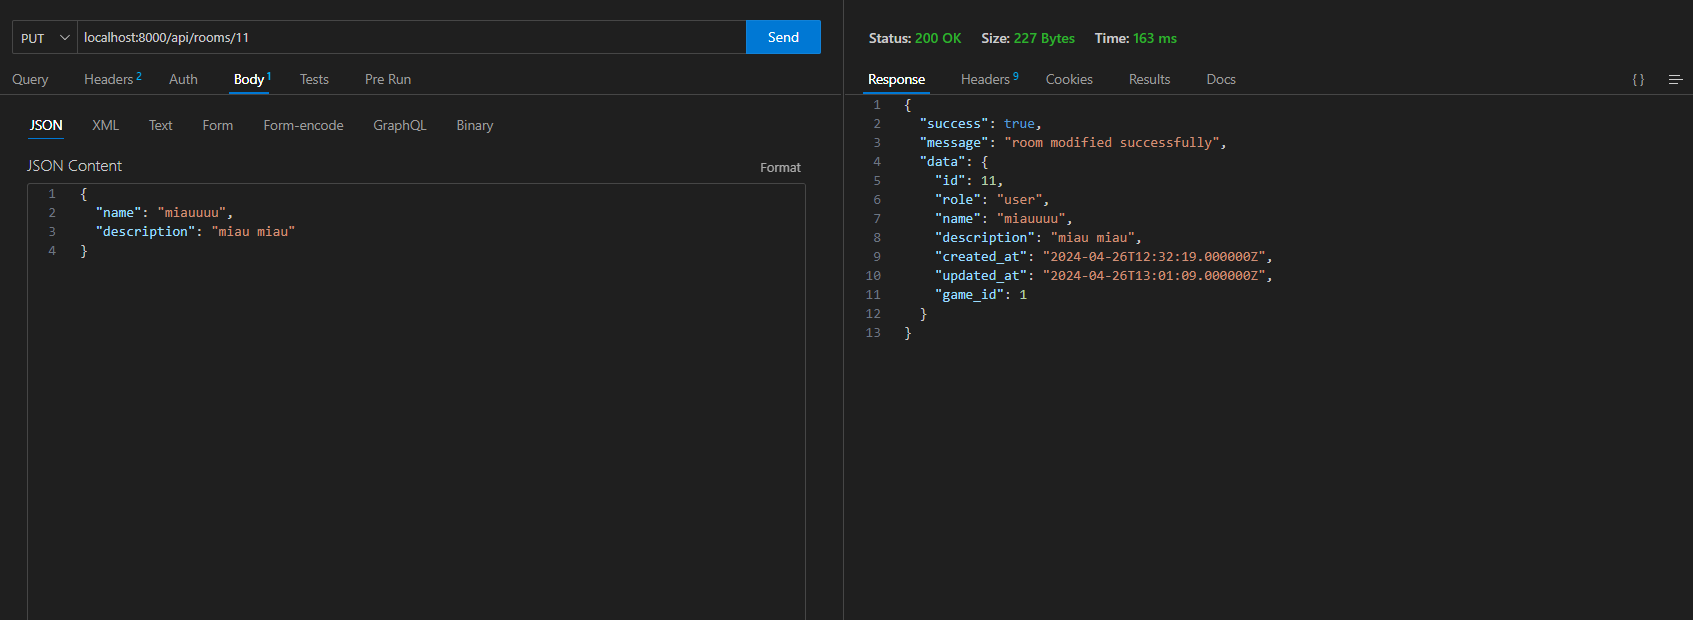 PUT localhost:8000/api/rooms/11 Send
Query Headers 2 Auth Body 1 Tests Pre Run
JSON XML Text Form Form-encode GraphQL Binary
JSON Content Format
1 {
2 "name": "miauuuu",
3 "description": "miau miau"
4 }
Status: 200 OK Size: 227 Bytes Time: 163 ms
Response Headers 9 Cookies Results Docs {}
1 {
2 "success": true,
3 "message": "room modified successfully",
4 "data": {
5 "id": 11,
6 "role": "user",
7 "name": "miauuuu",
8 "description": "miau miau",
9 "created_at": "2024-04-26T12:32:19.000000Z",
10 "updated_at": "2024-04-26T13:01:09.000000Z",
11 "game_id": 1
12 }
13 }